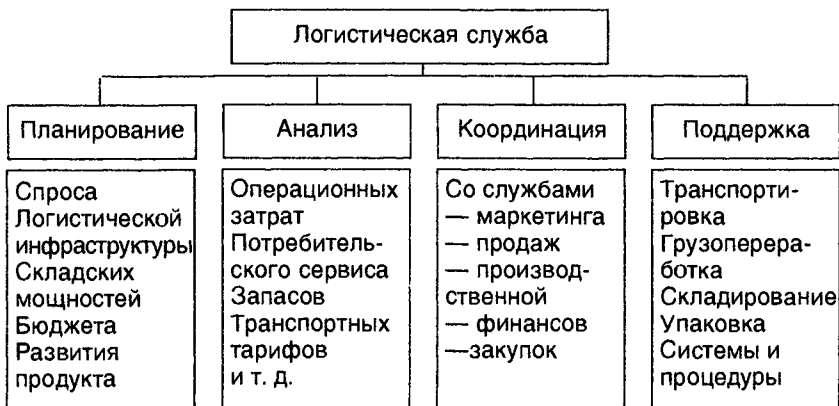 Логистическая служба
Планирование
Спроса
Логистической
инфраструктуры
Складских
мощностей
Бюджета
Развития
продукта
Анализ
Операционных
затрат
Потребитель-
ского сервиса
Запасов
Транспортных
тарифов
и т. д.
Координация
Со службами
— маркетинга
— продаж
— производ-
ственной
— финансов
—закупок
Поддержка
Транспорти-
ровка
Грузоперера-
ботка
Складирование
Упаковка
Системы и
процедуры